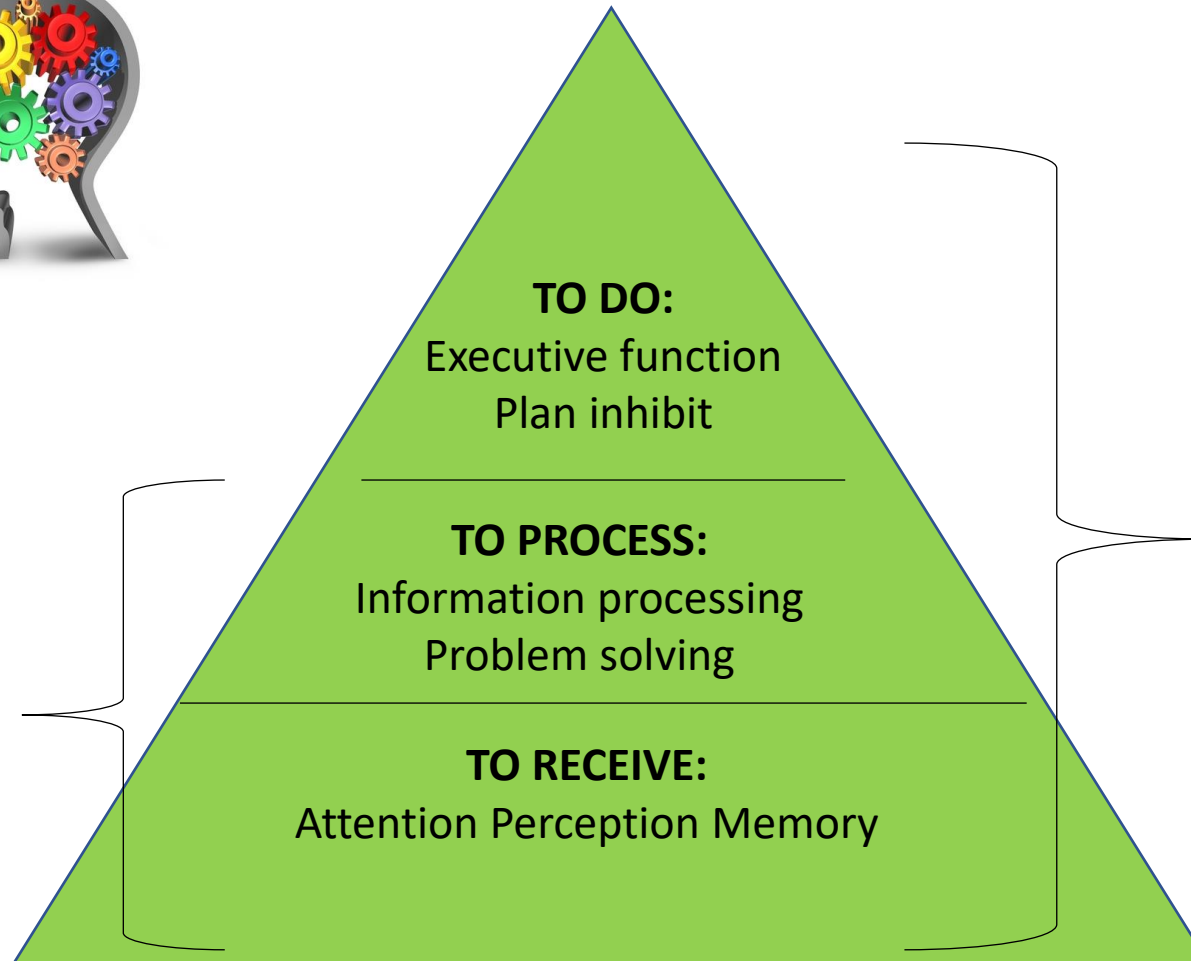 TO DO:
Executive function
Plan inhibit
TO PROCESS:
Information processing
Problem solving
TO RECEIVE:
Attention Perception Memory